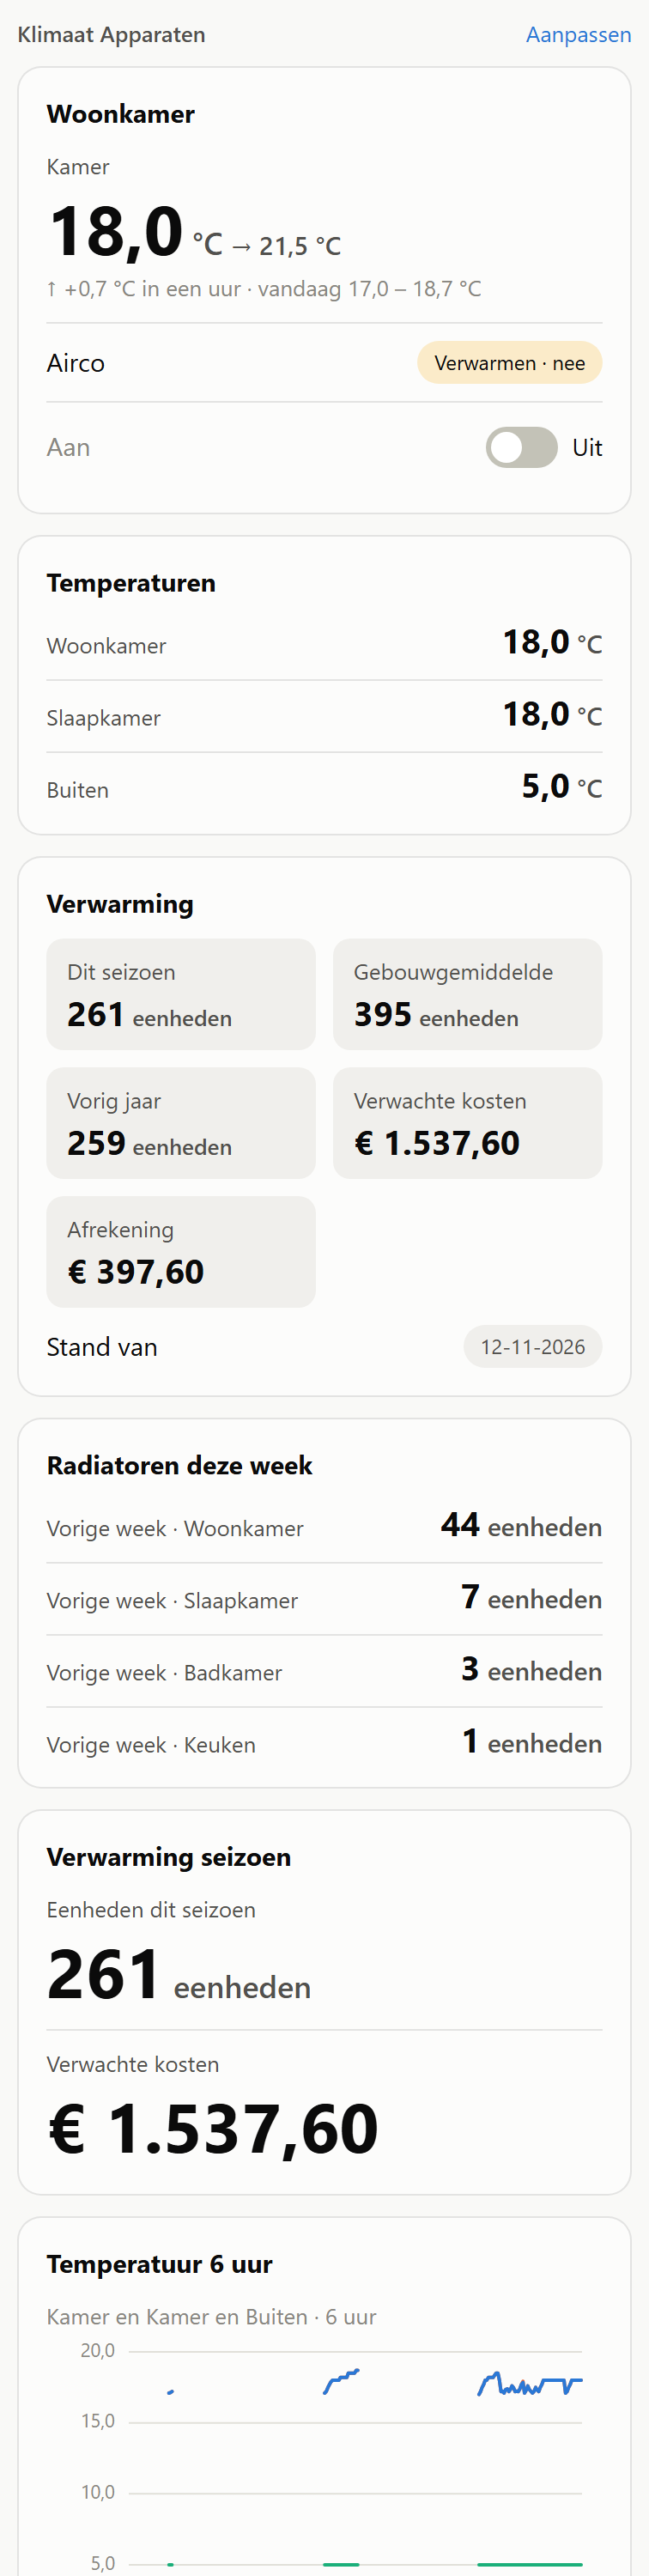 Klimaat Apparaten
Aanpassen
Woonkamer
Kamer
18,0 °C → 21,5 °C
↑ +0,7 °C in een uur · vandaag 17,0 – 18,7 °C
Airco
Verwarmen · nee
Aan
Uit
Temperaturen
Woonkamer
18,0 °C
Slaapkamer
18,0 °C
Buiten
5,0 °C
Verwarming
Dit seizoen
261 eenheden
Gebouwgemiddelde
395 eenheden
Vorig jaar
259 eenheden
Verwachte kosten
€ 1.537,60
Afrekening
€ 397,60
Stand van
12-11-2026
Radiatoren deze week
Vorige week · Woonkamer
44 eenheden
Vorige week · Slaapkamer
7 eenheden
Vorige week · Badkamer
3 eenheden
Vorige week · Keuken
1 eenheden
Verwarming seizoen
Eenheden dit seizoen
261 eenheden
Verwachte kosten
€ 1.537,60
Temperatuur 6 uur
Kamer en Kamer en Buiten · 6 uur
20,0
15,0
10,0
5,0